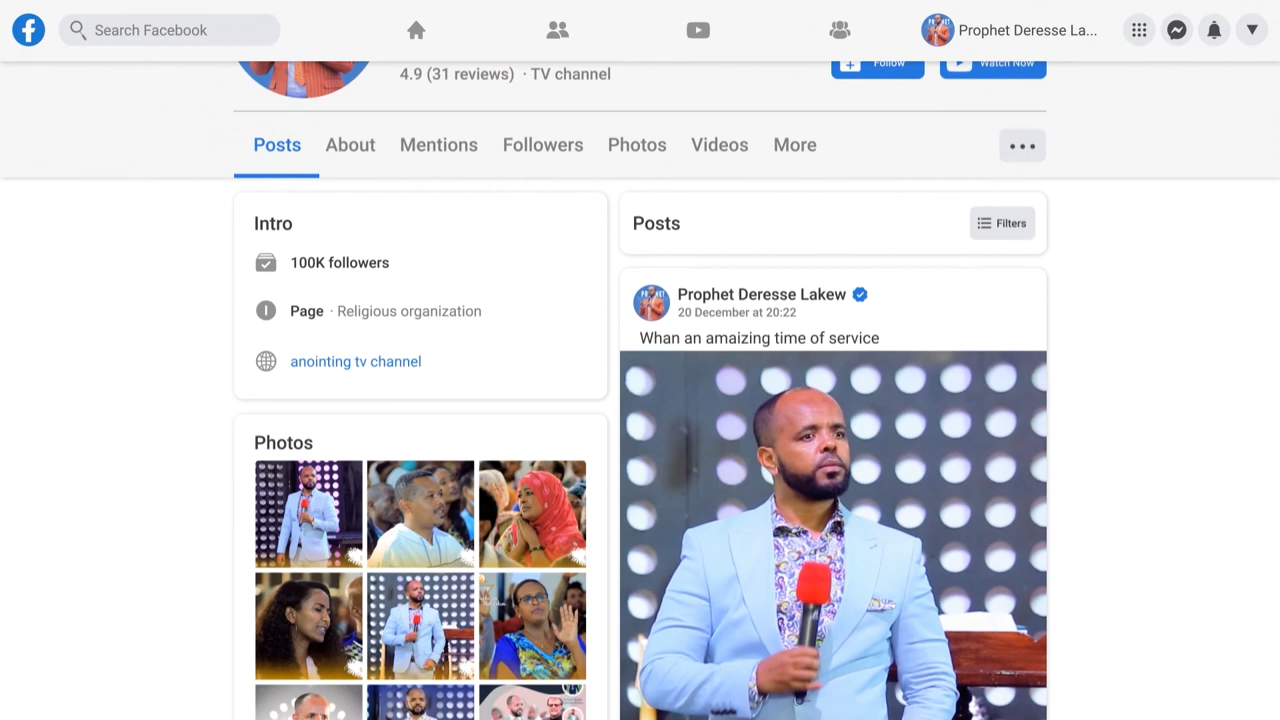 Search Facebook
Prophet Deresse La...
4.9 (31 reviews) · TV channel
Follow
Watch Now
Posts
About
Mentions
Followers
Photos
Videos
More
Intro
100K followers
Page · Religious organization
anointing tv channel
Photos
Posts
Filters
Prophet Deresse Lakew
20 December at 20:22
Whan an amaizing time of service